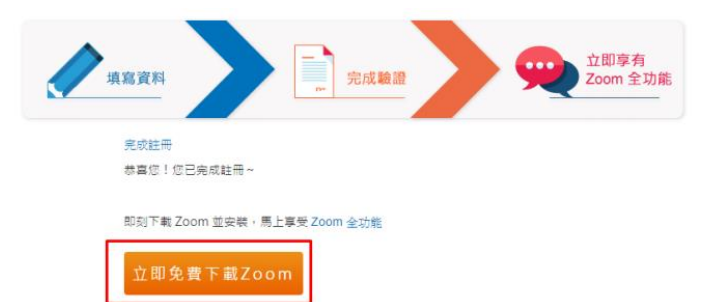 填寫資料
完成驗證
立即享有
Zoom 全功能
完成註冊
恭喜您！您已完成註冊~
即刻下載 Zoom 並安裝，馬上享受 Zoom 全功能
立即免費下載Zoom